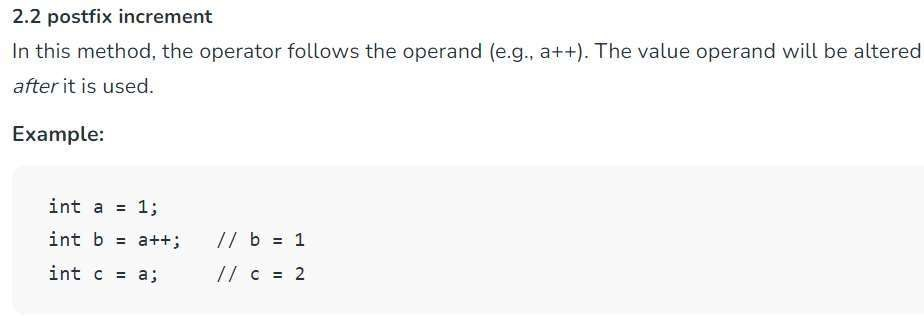 2.2 postfix increment
In this method, the operator follows the operand (e.g., a++). The value operand will be altered
after it is used.
Example:
int a = 1;
int b = a++;   // b = 1
int c = a;     // c = 2